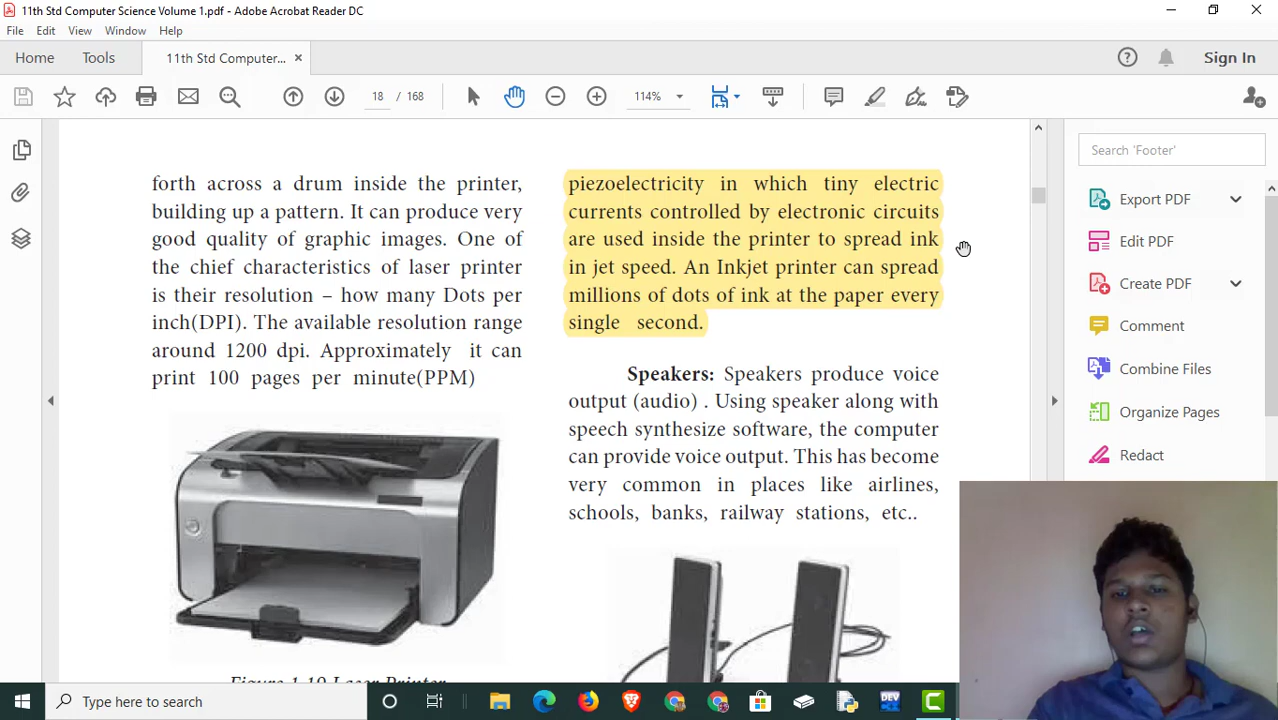 11th Std Computer Science Volume 1.pdf - Adobe Acrobat Reader DC
File Edit View Window Help
Home Tools 11th Std Computer... ×
Sign In
18 / 168
114%
forth across a drum inside the printer,
building up a pattern. It can produce very
good quality of graphic images. One of
the chief characteristics of laser printer
is their resolution – how many Dots per
inch(DPI). The available resolution range
around 1200 dpi. Approximately it can
print 100 pages per minute(PPM)
Figure 1.10 Laser Printer
piezoelectricity in which tiny electric
currents controlled by electronic circuits
are used inside the printer to spread ink
in jet speed. An Inkjet printer can spread
millions of dots of ink at the paper every
single second.
Speakers: Speakers produce voice
output (audio) . Using speaker along with
speech synthesize software, the computer
can provide voice output. This has become
very common in places like airlines,
schools, banks, railway stations, etc..
Search 'Footer'
Export PDF
Edit PDF
Create PDF
Comment
Combine Files
Organize Pages
Redact
Type here to search
DEV